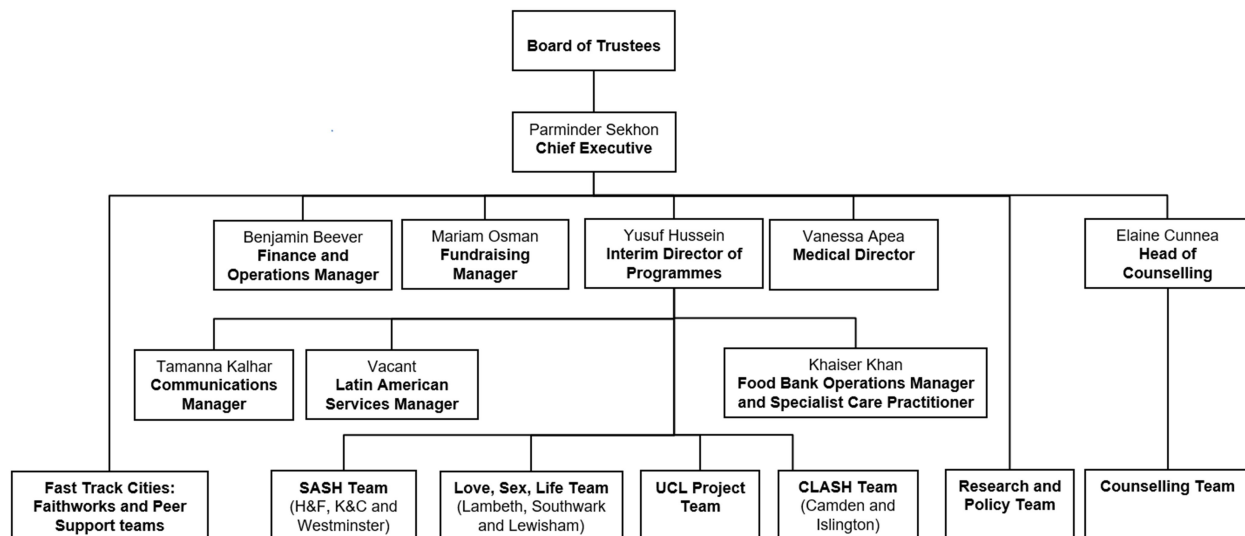 Board of Trustees
Parminder Sekhon
Chief Executive
Benjamin Beever
Finance and
Operations Manager
Mariam Osman
Fundraising
Manager
Yusuf Hussein
Interim Director of
Programmes
Vanessa Apea
Medical Director
Elaine Cunnea
Head of
Counselling
Tamanna Kalhar
Communications
Manager
Vacant
Latin American
Services Manager
Khaiser Khan
Food Bank Operations Manager
and Specialist Care Practitioner
Fast Track Cities:
Faithworks and Peer
Support teams
SASH Team
(H&F, K&C and
Westminster)
Love, Sex, Life Team
(Lambeth, Southwark
and Lewisham)
UCL Project
Team
CLASH Team
(Camden and
Islington)
Research and
Policy Team
Counselling Team